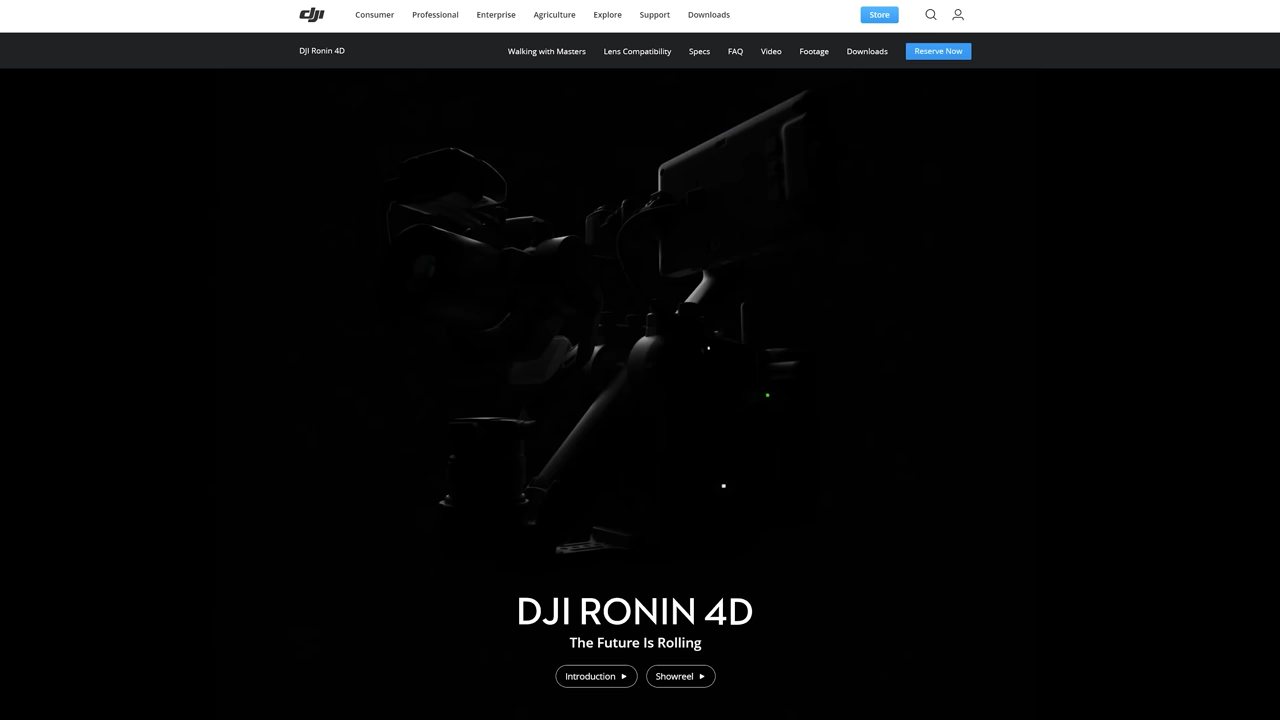 dji
Consumer Professional Enterprise Agriculture Explore Support Downloads Store
DJI Ronin 4D Walking with Masters Lens Compatibility Specs FAQ Video Footage Downloads Reserve Now
DJI RONIN 4D
The Future Is Rolling
Introduction Showreel